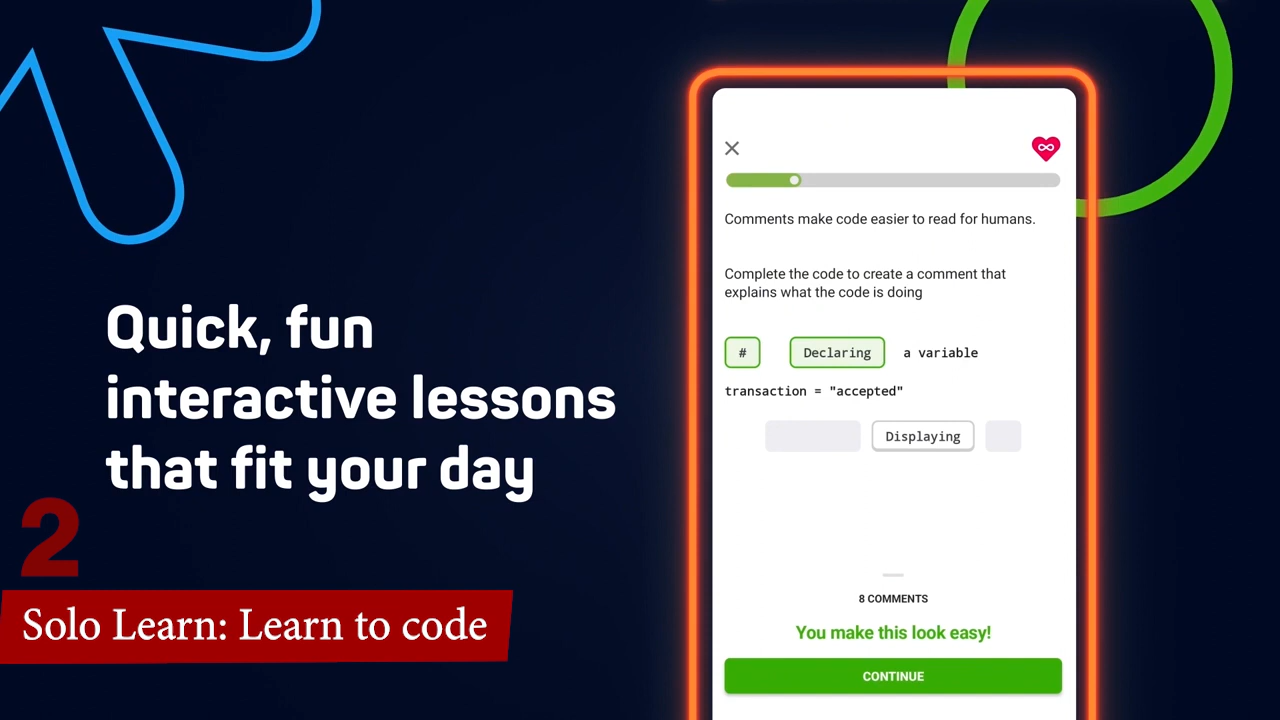 Quick, fun
interactive lessons
that fit your day
2
Solo Learn: Learn to code
Comments make code easier to read for humans.
Complete the code to create a comment that
explains what the code is doing
# Declaring a variable
transaction = "accepted"
Displaying
8 COMMENTS
You make this look easy!
CONTINUE